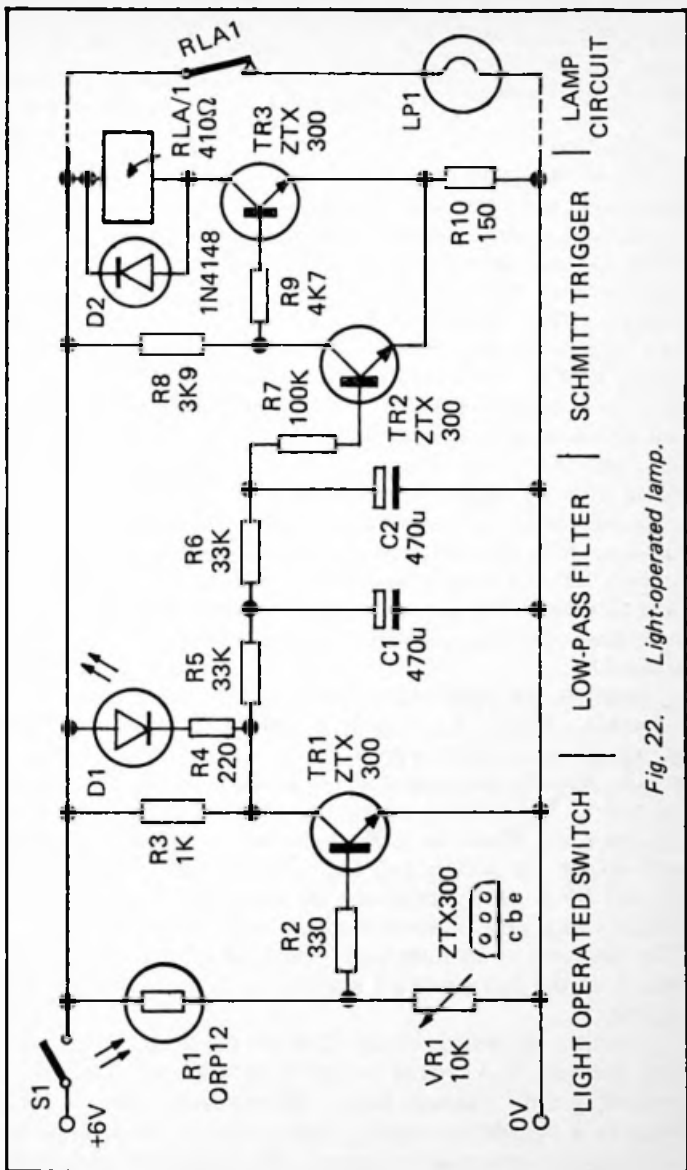 S1
+6V
R1
ORP12
R2
330
VR1
10K
ZTX300
c b e
0V
R3
1K
D1
R4
220
TR1
ZTX
300
R5
33K
R6
33K
C1
470u
C2
470u
R7
100K
TR2
ZTX
300
R8
3K9
D2
1N4148
R9
4K7
RLA/1
410Ω
TR3
ZTX
300
R10
150
RLA1
LP1
LIGHT OPERATED SWITCH
LOW-PASS FILTER
SCHMITT TRIGGER
LAMP
CIRCUIT
Fig. 22. Light-operated lamp.